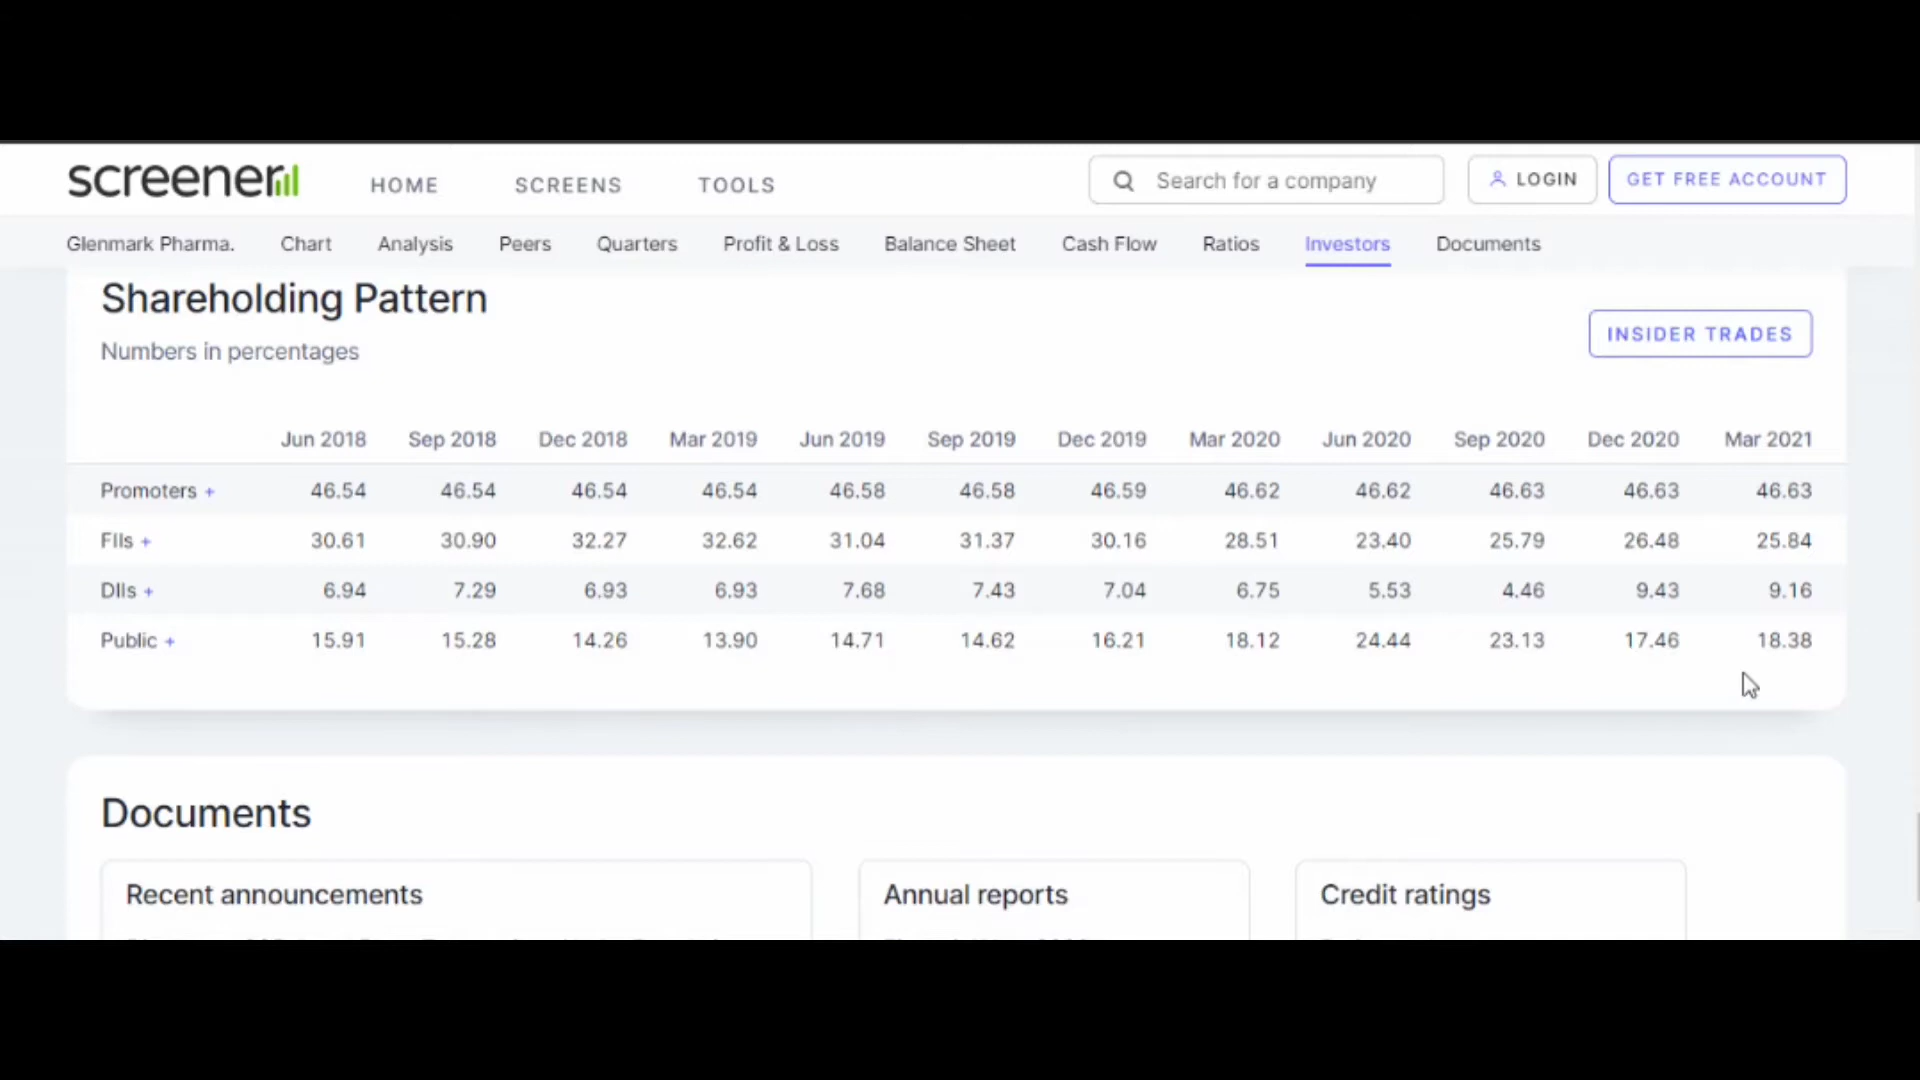 screener HOME SCREENS TOOLS Search for a company LOGIN GET FREE ACCOUNT
Glenmark Pharma. Chart Analysis Peers Quarters Profit & Loss Balance Sheet Cash Flow Ratios Investors Documents
Shareholding Pattern
Numbers in percentages
INSIDER TRADES
Jun 2018 Sep 2018 Dec 2018 Mar 2019 Jun 2019 Sep 2019 Dec 2019 Mar 2020 Jun 2020 Sep 2020 Dec 2020 Mar 2021
Promoters + 46.54 46.54 46.54 46.54 46.58 46.58 46.59 46.62 46.62 46.63 46.63 46.63
FIIs + 30.61 30.90 32.27 32.62 31.04 31.37 30.16 28.51 23.40 25.79 26.48 25.84
DIIs + 6.94 7.29 6.93 6.93 7.68 7.43 7.04 6.75 5.53 4.46 9.43 9.16
Public + 15.91 15.28 14.26 13.90 14.71 14.62 16.21 18.12 24.44 23.13 17.46 18.38
Documents
Recent announcements Annual reports Credit ratings